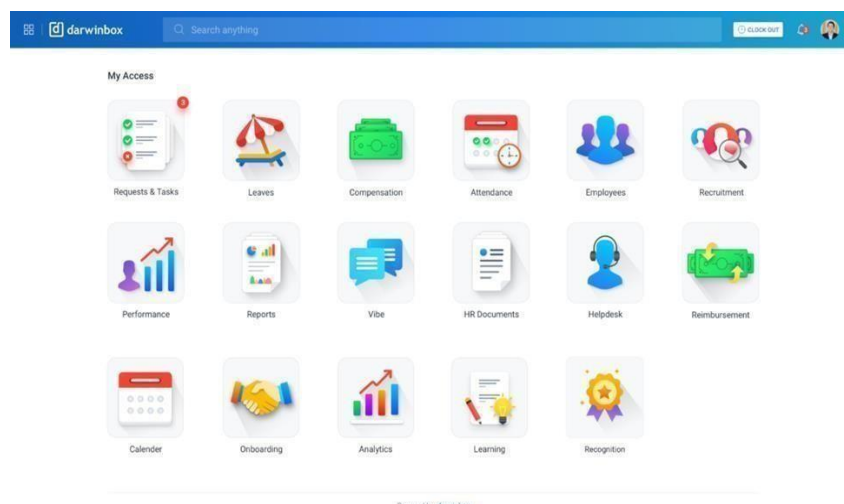 darwinbox
Search anything
CLOCK OUT
My Access
3
Requests & Tasks
Leaves
Compensation
Attendance
Employees
Recruitment
Performance
Reports
Vibe
HR Documents
Helpdesk
Reimbursement
Calender
Onboarding
Analytics
Learning
Recognition